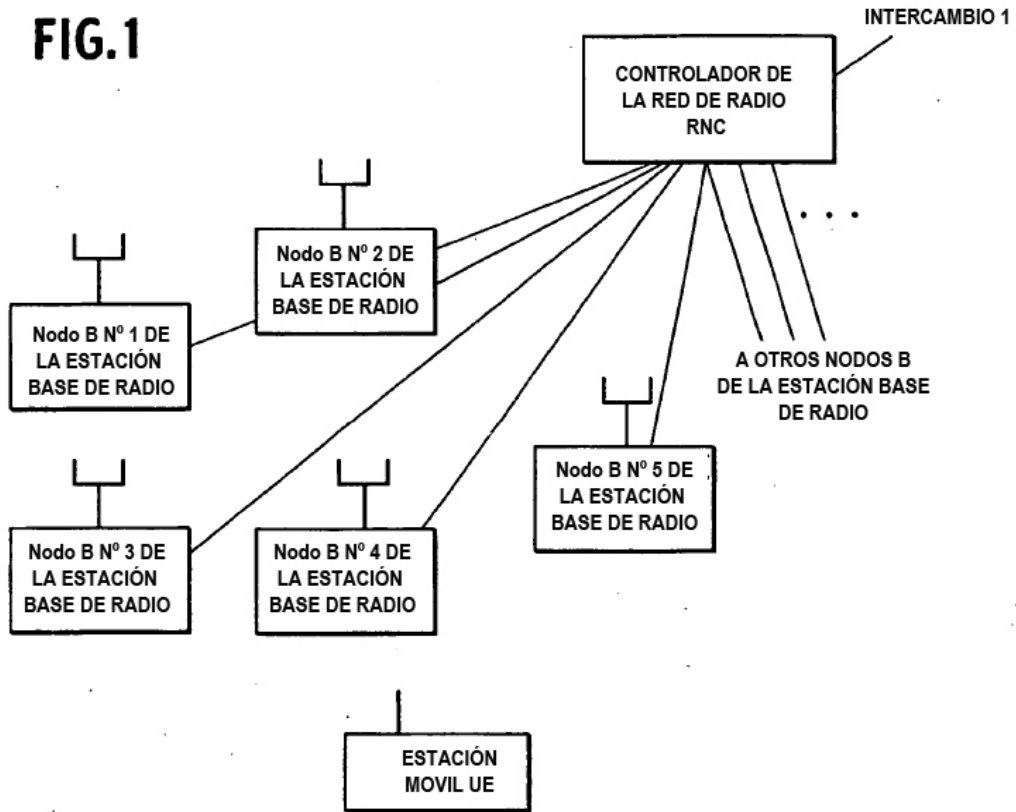 FIG.1
INTERCAMBIO 1
CONTROLADOR DE
LA RED DE RADIO
RNC
Nodo B Nº 2 DE
LA ESTACIÓN
BASE DE RADIO
Nodo B Nº 1 DE
LA ESTACIÓN
BASE DE RADIO
A OTROS NODOS B
DE LA ESTACIÓN BASE
DE RADIO
Nodo B Nº 5 DE
LA ESTACIÓN
BASE DE RADIO
Nodo B Nº 3 DE
LA ESTACIÓN
BASE DE RADIO
Nodo B Nº 4 DE
LA ESTACIÓN
BASE DE RADIO
ESTACIÓN
MOVIL UE